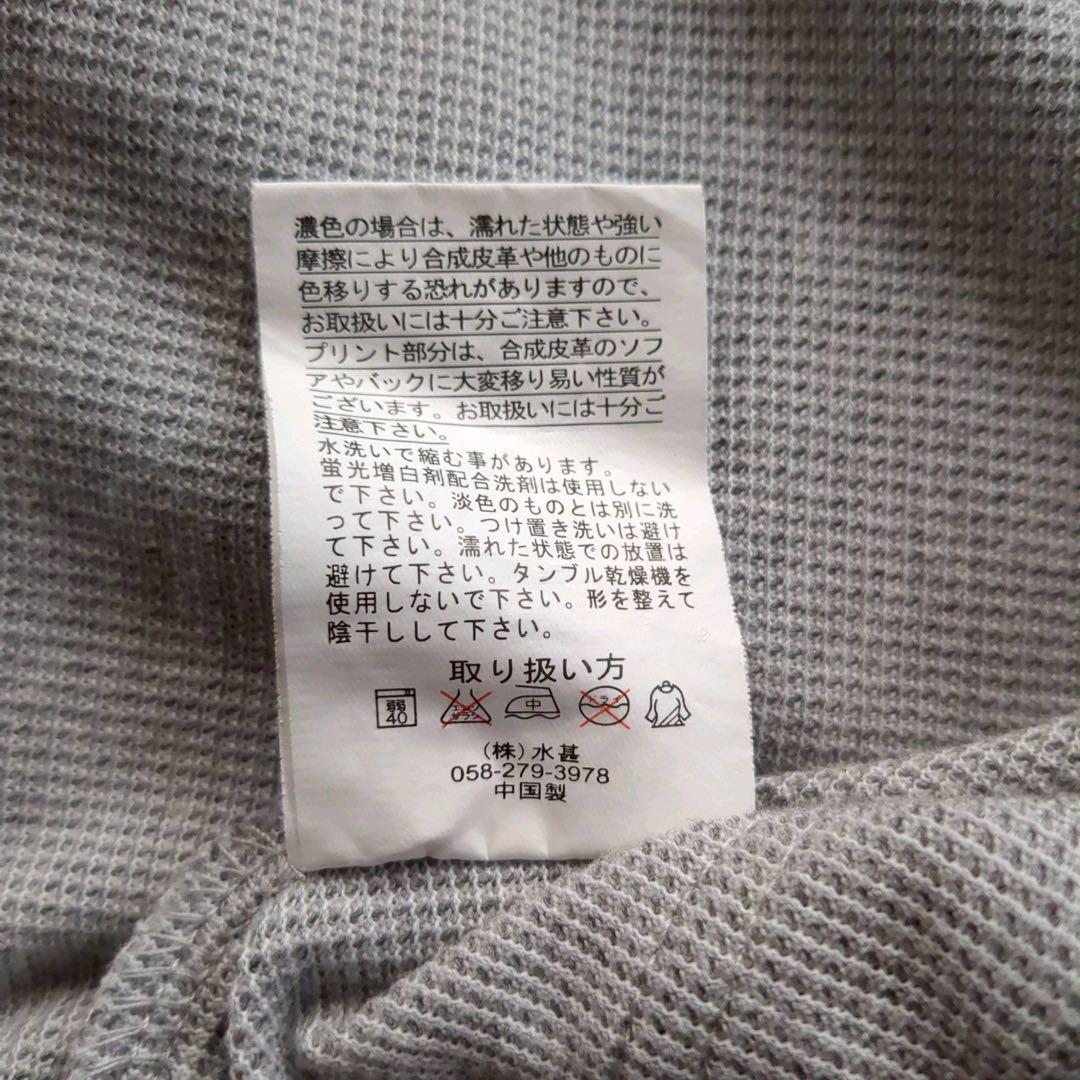 濃色の場合は、濡れた状態や強い
摩擦により合成皮革や他のものに
色移りする恐れがありますので、
お取扱いには十分ご注意下さい。
プリント部分は、合成皮革のソフ
アやバックに大変移り易い性質が
ございます。お取扱いには十分ご
注意下さい。
水洗いで縮む事があります。
蛍光増白剤配合洗剤は使用しない
で下さい。淡色のものとは別に洗
って下さい。つけ置き洗いは避け
て下さい。濡れた状態での放置は
避けて下さい。タンブル乾燥機を
使用しないで下さい。形を整えて
陰干しして下さい。
取り扱い方
弱 エンソ 中 ドライ
40 サラシ
(株)水甚
058-279-3978
中国製